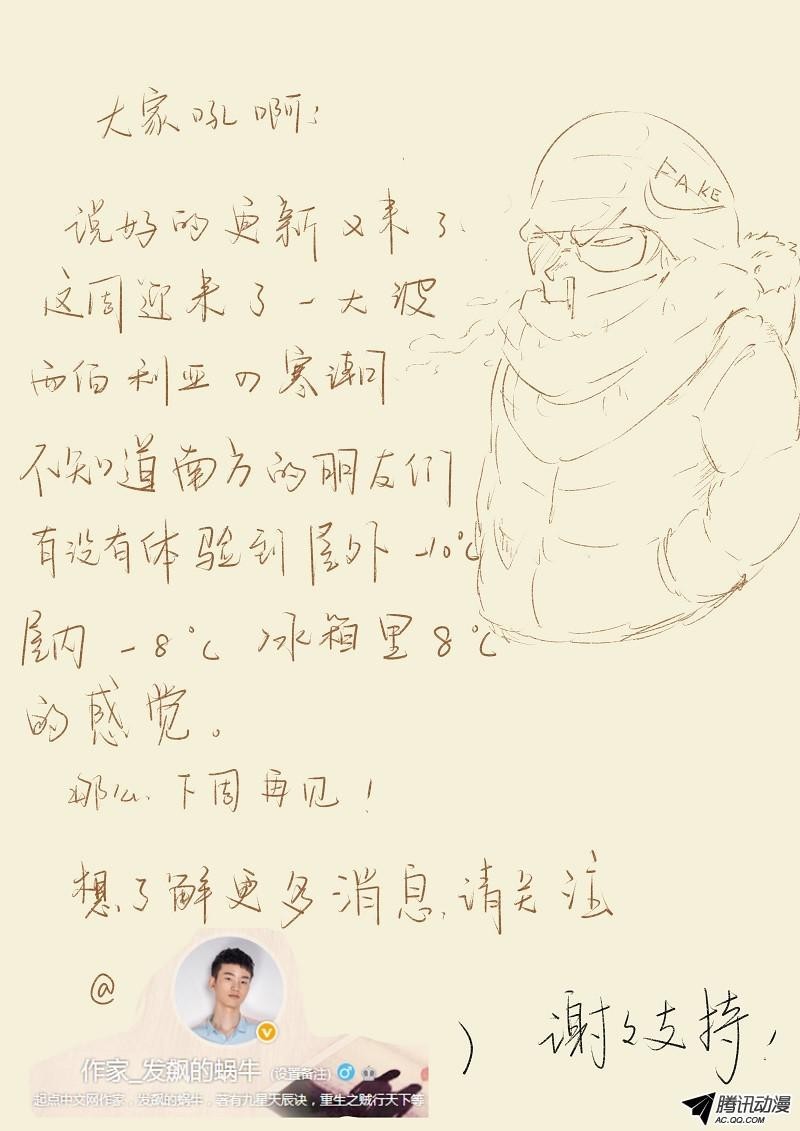 大家吼啊：
FAKE
说好的更新又来了
这周迎来了一大波
西伯利亚の寒潮
不知道南方的朋友们
有没有体验到屋外 -10℃
屋内 -8℃ 冰箱里 8℃
的感觉。
那么、下周再见！
想了解更多消息,请关注
@
作家_发飙的蜗牛 (设置备注)
起点中文网作家，发飙的蜗牛，著有九星天辰诀，重生之贼行天下等
) 谢々支持！
腾讯动漫
AC.QQ.COM